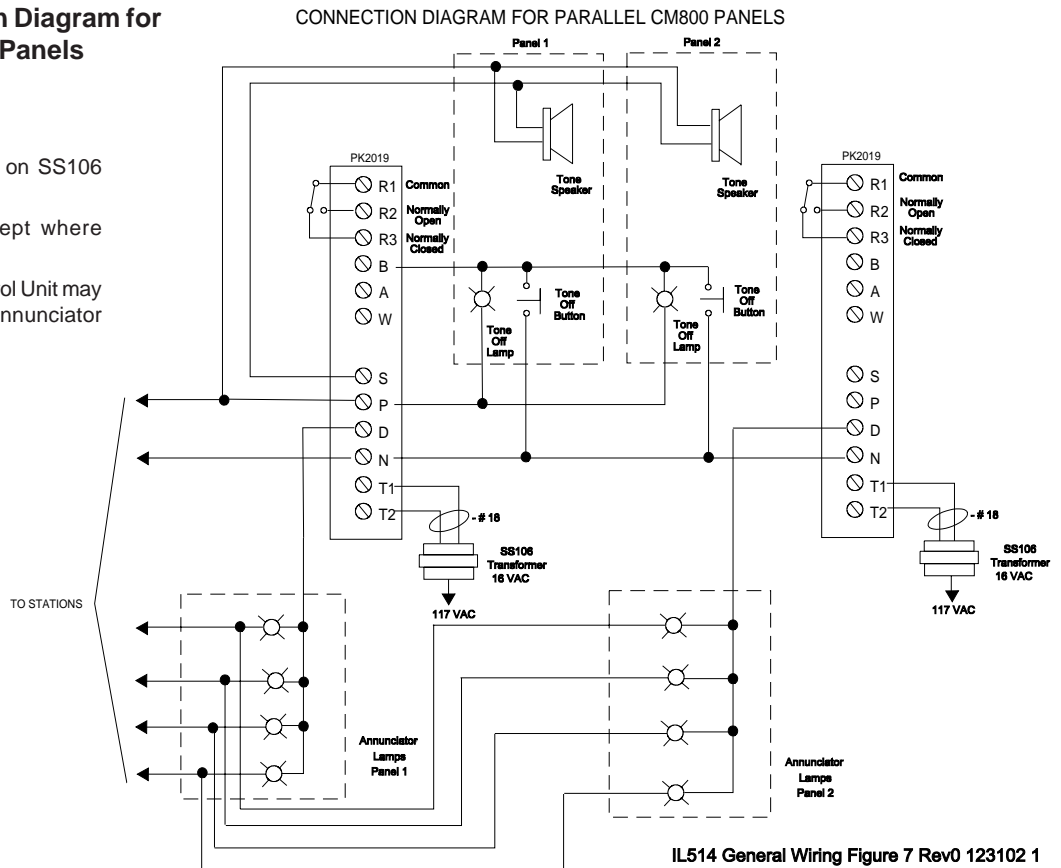 n Diagram for
Panels
on SS106
ept where
ol Unit may
nnunciator
CONNECTION DIAGRAM FOR PARALLEL CM800 PANELS
Panel 1
Panel 2
Tone
Speaker
Tone
Speaker
PK2019
R1 Common
R2 Normally
Open
R3 Normally
Closed
B
A
W
S
P
D
N
T1
T2
Tone
Off
Lamp
Tone
Off
Button
Tone
Off
Lamp
Tone
Off
Button
PK2019
R1 Common
R2 Normally
Open
R3 Normally
Closed
B
A
W
S
P
D
N
T1
T2
- # 18
SS106
Transformer
16 VAC
117 VAC
- # 18
SS106
Transformer
16 VAC
117 VAC
TO STATIONS
Annunciator
Lamps
Panel 1
Annunciator
Lamps
Panel 2
IL514 General Wiring Figure 7 Rev0 123102 1